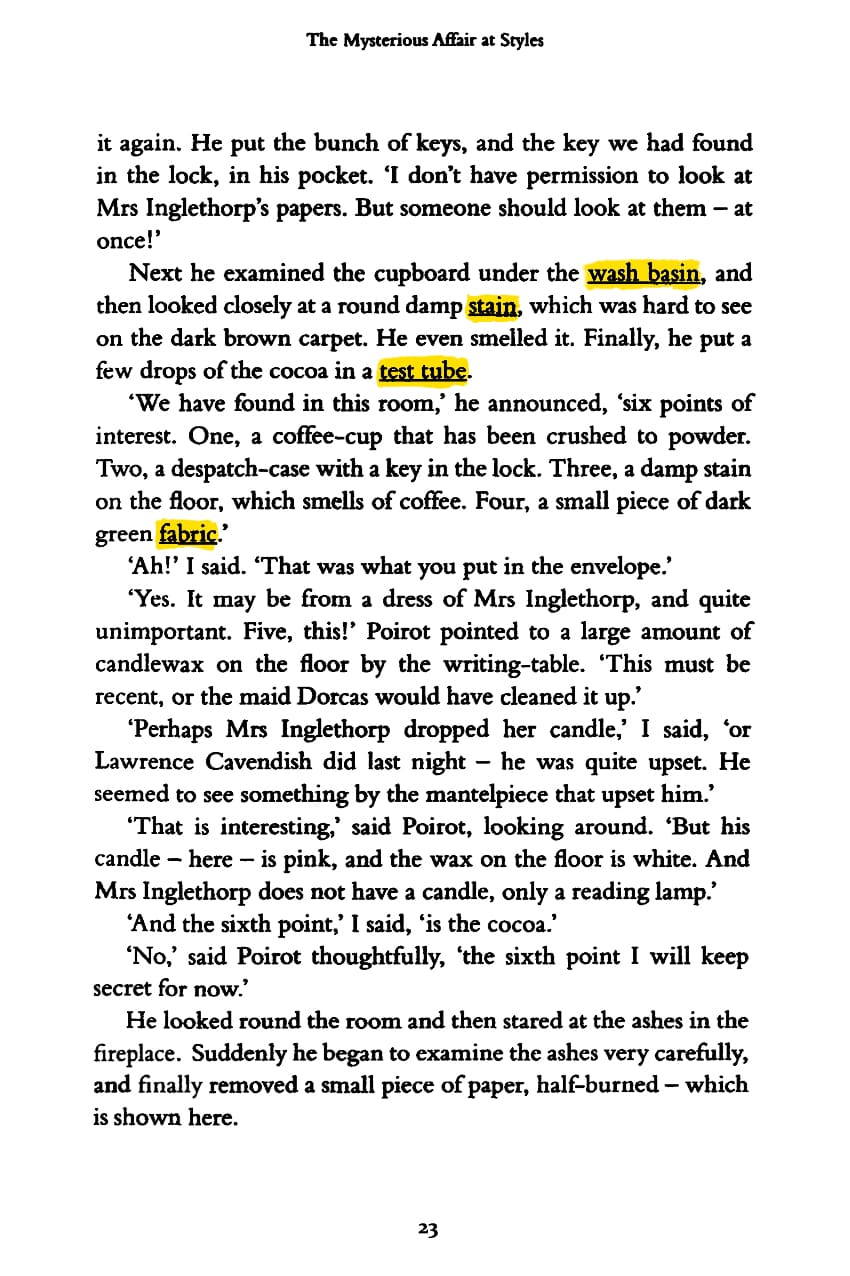 The Mysterious Affair at Styles
it again. He put the bunch of keys, and the key we had found
in the lock, in his pocket. ‘I don’t have permission to look at
Mrs Inglethorp’s papers. But someone should look at them – at
once!’
Next he examined the cupboard under the wash basin, and
then looked closely at a round damp stain, which was hard to see
on the dark brown carpet. He even smelled it. Finally, he put a
few drops of the cocoa in a test tube.
‘We have found in this room,’ he announced, ‘six points of
interest. One, a coffee-cup that has been crushed to powder.
Two, a despatch-case with a key in the lock. Three, a damp stain
on the floor, which smells of coffee. Four, a small piece of dark
green fabric.’
‘Ah!’ I said. ‘That was what you put in the envelope.’
‘Yes. It may be from a dress of Mrs Inglethorp, and quite
unimportant. Five, this!’ Poirot pointed to a large amount of
candlewax on the floor by the writing-table. ‘This must be
recent, or the maid Dorcas would have cleaned it up.’
‘Perhaps Mrs Inglethorp dropped her candle,’ I said, ‘or
Lawrence Cavendish did last night – he was quite upset. He
seemed to see something by the mantelpiece that upset him.’
‘That is interesting,’ said Poirot, looking around. ‘But his
candle – here – is pink, and the wax on the floor is white. And
Mrs Inglethorp does not have a candle, only a reading lamp.’
‘And the sixth point,’ I said, ‘is the cocoa.’
‘No,’ said Poirot thoughtfully, ‘the sixth point I will keep
secret for now.’
He looked round the room and then stared at the ashes in the
fireplace. Suddenly he began to examine the ashes very carefully,
and finally removed a small piece of paper, half-burned – which
is shown here.
23